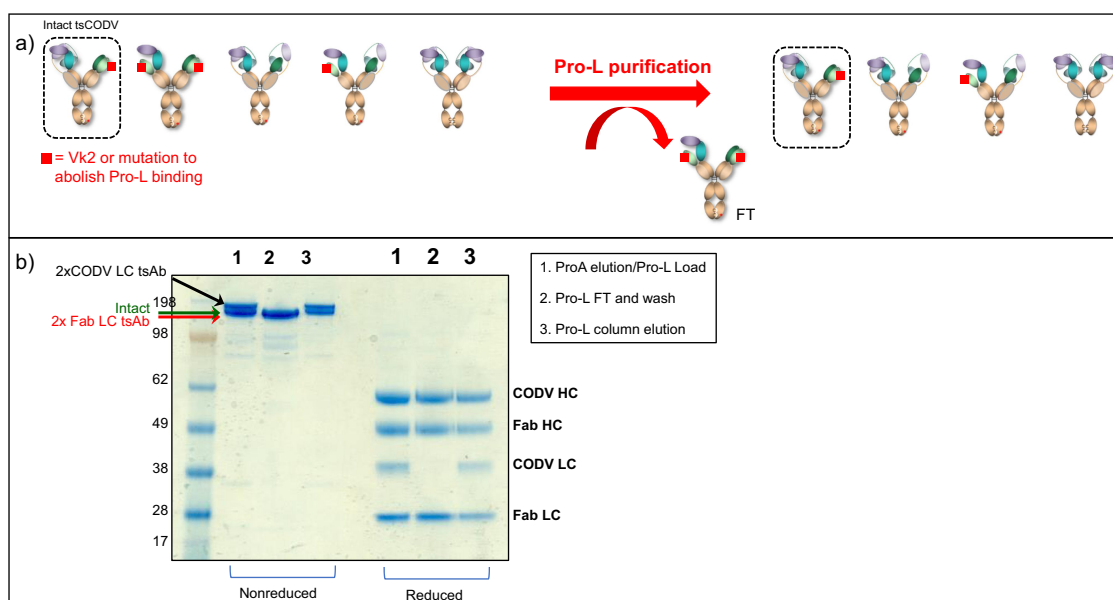 Intact tsCODV
a)
Pro-L purification
= Vk2 or mutation to
abolish Pro-L binding
FT
b)
1 2 3 1 2 3
2xCODV LC tsAb
198
Intact
2x Fab LC tsAb
98
62
49
38
28
17
CODV HC
Fab HC
CODV LC
Fab LC
1. ProA elution/Pro-L Load
2. Pro-L FT and wash
3. Pro-L column elution
Nonreduced
Reduced